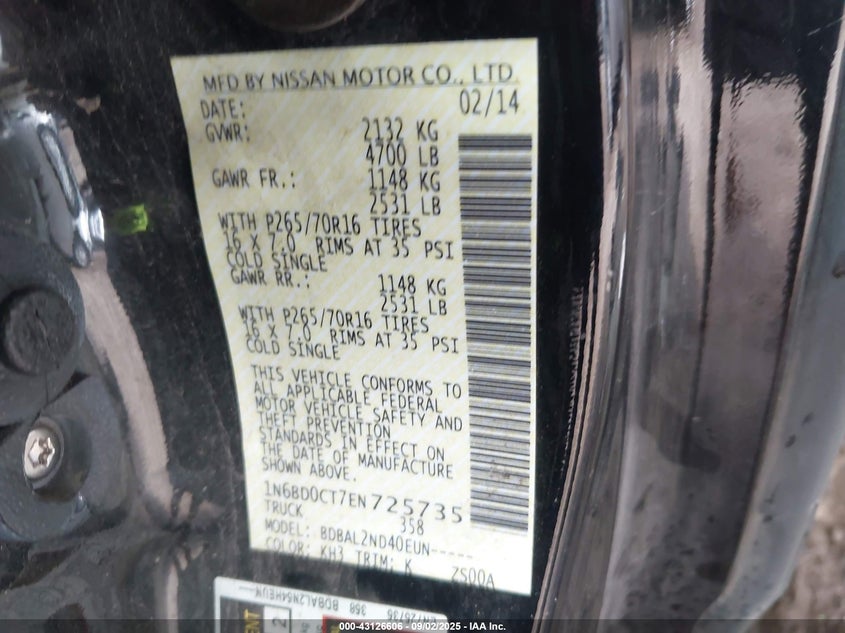 MFD BY NISSAN MOTOR CO., LTD
DATE: 02/14
GVWR: 2132 KG
4700 LB
GAWR FR.: 1148 KG
2531 LB
WITH P265/70R16 TIRES
16 X 7.0 RIMS AT 35 PSI
COLD SINGLE
GAWR RR.: 1148 KG
2531 LB
WITH P265/70R16 TIRES
16 X 7.0 RIMS AT 35 PSI
COLD SINGLE
THIS VEHICLE CONFORMS TO
ALL APPLICABLE FEDERAL
MOTOR VEHICLE SAFETY AND
THEFT PREVENTION
STANDARDS IN EFFECT ON
THE DATE OF MANUFACTURE
SHOWN ABOVE.
1N6BD0CT7EN725735
TRUCK 358
MODEL: BDBAL2ND40EUN-----
COLOR: KH3 TRIM: K ZS00A
000-43126606 - 09/02/2025 - IAA Inc.